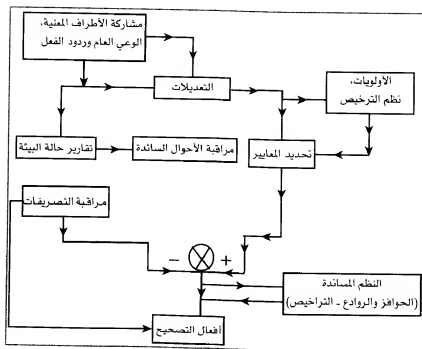 مشاركة الأطراف المعنية،
الوعي العام وردود الفعل
التعديلات
الأولويات،
نظم الترخيص
تقارير حالة البيئة
مراقبة الأحوال السائدة
تحديد المعايير
مراقبة التصريفات
− +
النظم المساندة
(الحوافز والروادع - التراخيص)
أفعال التصحيح